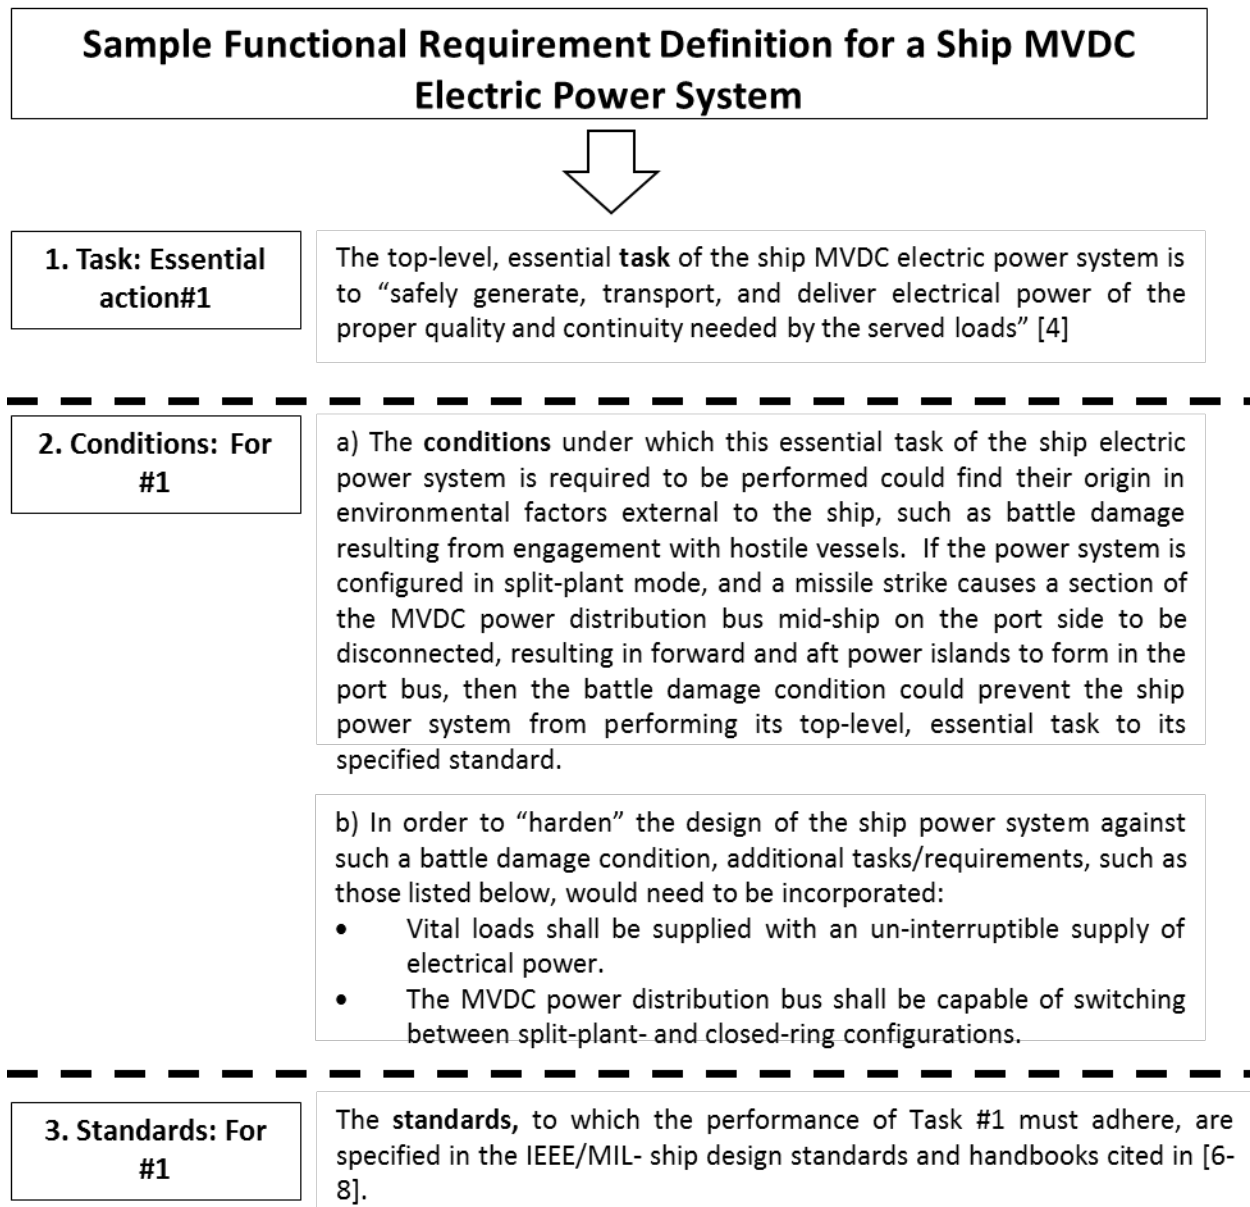 Sample Functional Requirement Definition for a Ship MVDC
Electric Power System
1. Task: Essential
action#1
The top-level, essential task of the ship MVDC electric power system is
to “safely generate, transport, and deliver electrical power of the
proper quality and continuity needed by the served loads” [4]
2. Conditions: For
#1
a) The conditions under which this essential task of the ship electric
power system is required to be performed could find their origin in
environmental factors external to the ship, such as battle damage
resulting from engagement with hostile vessels. If the power system is
configured in split-plant mode, and a missile strike causes a section of
the MVDC power distribution bus mid-ship on the port side to be
disconnected, resulting in forward and aft power islands to form in the
port bus, then the battle damage condition could prevent the ship
power system from performing its top-level, essential task to its
specified standard.
b) In order to “harden” the design of the ship power system against
such a battle damage condition, additional tasks/requirements, such as
those listed below, would need to be incorporated:
• Vital loads shall be supplied with an un-interruptible supply of
electrical power.
• The MVDC power distribution bus shall be capable of switching
between split-plant- and closed-ring configurations.
3. Standards: For
#1
The standards, to which the performance of Task #1 must adhere, are
specified in the IEEE/MIL- ship design standards and handbooks cited in [6-
8].